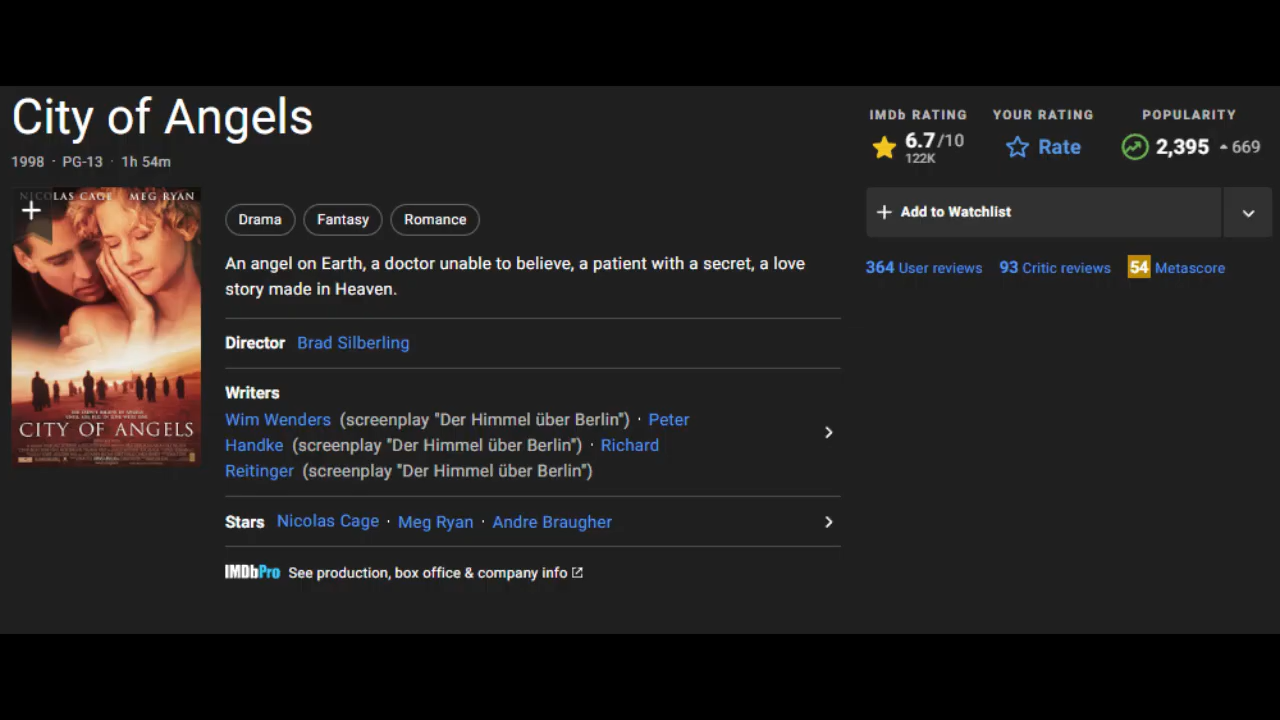 City of Angels
1998 · PG-13 · 1h 54m
IMDb RATING
6.7/10
122K
YOUR RATING
Rate
POPULARITY
2,395 669
NICOLAS CAGE MEG RYAN
CITY OF ANGELS
Drama Fantasy Romance
An angel on Earth, a doctor unable to believe, a patient with a secret, a love
story made in Heaven.
Director Brad Silberling
Writers
Wim Wenders (screenplay "Der Himmel über Berlin") · Peter
Handke (screenplay "Der Himmel über Berlin") · Richard
Reitinger (screenplay "Der Himmel über Berlin")
Stars Nicolas Cage · Meg Ryan · Andre Braugher
IMDbPro See production, box office & company info
+ Add to Watchlist
364 User reviews 93 Critic reviews 54 Metascore